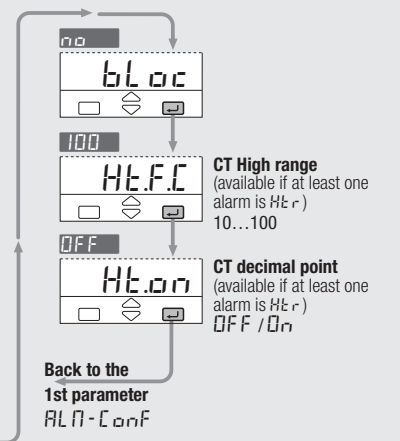 no
bLoc
100
Ht.F.C
CT High range
(available if at least one
alarm is Htr)
10...100
OFF
Ht.on
CT decimal point
(available if at least one
alarm is Htr)
OFF / On
Back to the
1st parameter
ALM-ConF